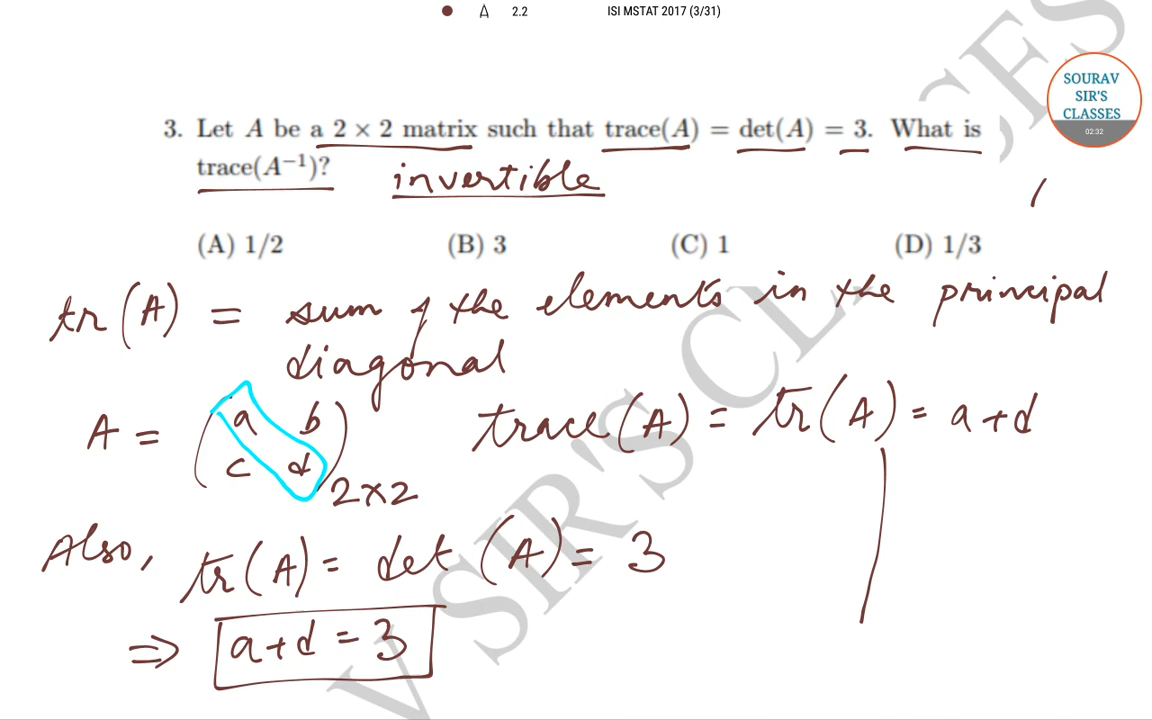 2.2 ISI MSTAT 2017 (3/31)
SOURAV
SIR'S
CLASSES
02:32
3. Let A be a 2 × 2 matrix such that trace(A) = det(A) = 3. What is
trace(A⁻¹)? invertible
(A) 1/2 (B) 3 (C) 1 (D) 1/3
tr(A) = sum of the elements in the principal
diagonal
A = (a b
c d)2×2 trace(A) = tr(A) = a+d
Also, tr(A) = det(A) = 3
⇒ a+d = 3
V SIR'S CL